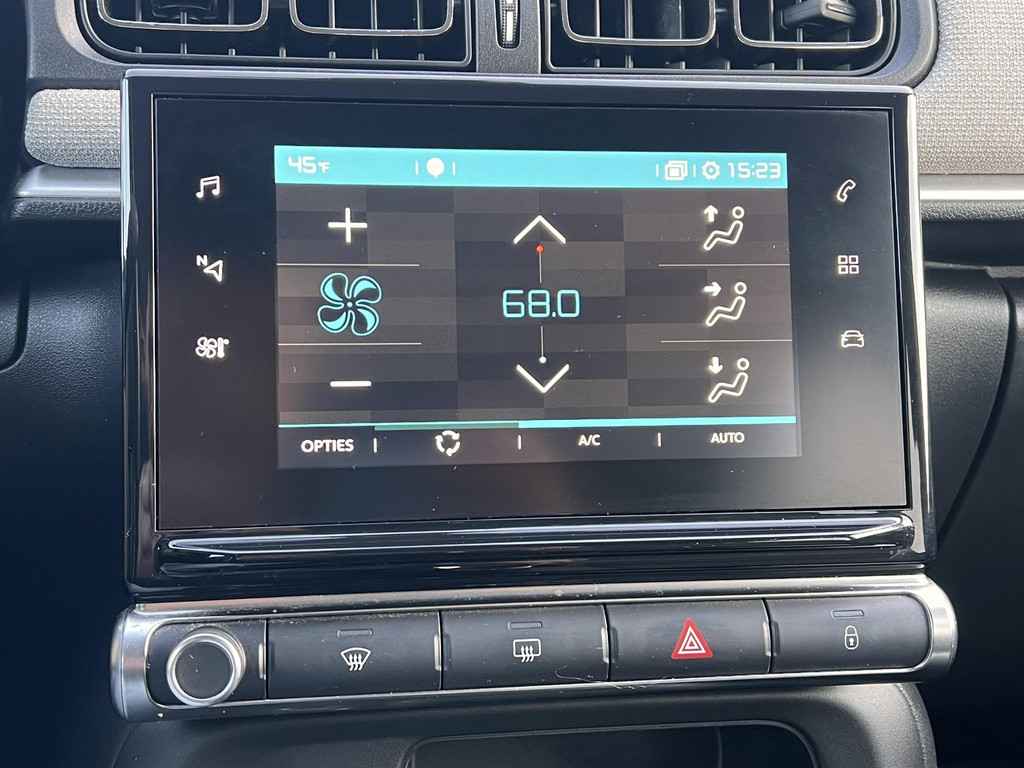 45°F 15:23
N
68.0
OPTIES A/C AUTO